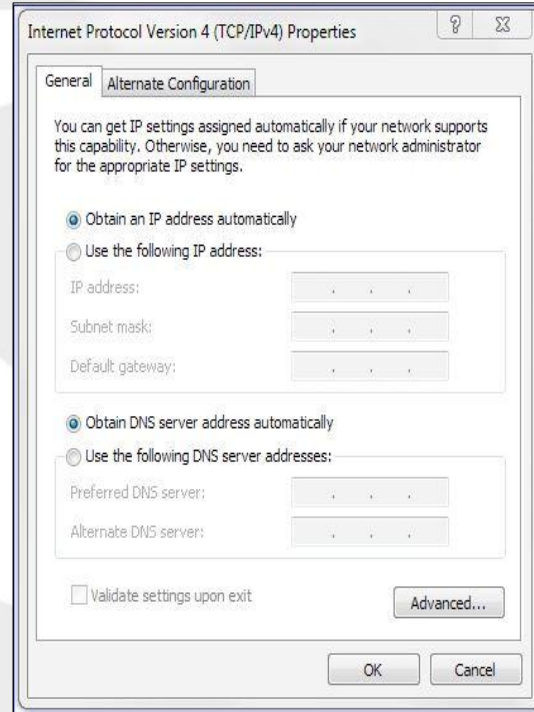 Internet Protocol Version 4 (TCP/IPv4) Properties
General
Alternate Configuration
You can get IP settings assigned automatically if your network supports
this capability. Otherwise, you need to ask your network administrator
for the appropriate IP settings.
Obtain an IP address automatically
Use the following IP address:
IP address:
Subnet mask:
Default gateway:
Obtain DNS server address automatically
Use the following DNS server addresses:
Preferred DNS server:
Alternate DNS server:
Validate settings upon exit
Advanced...
OK
Cancel